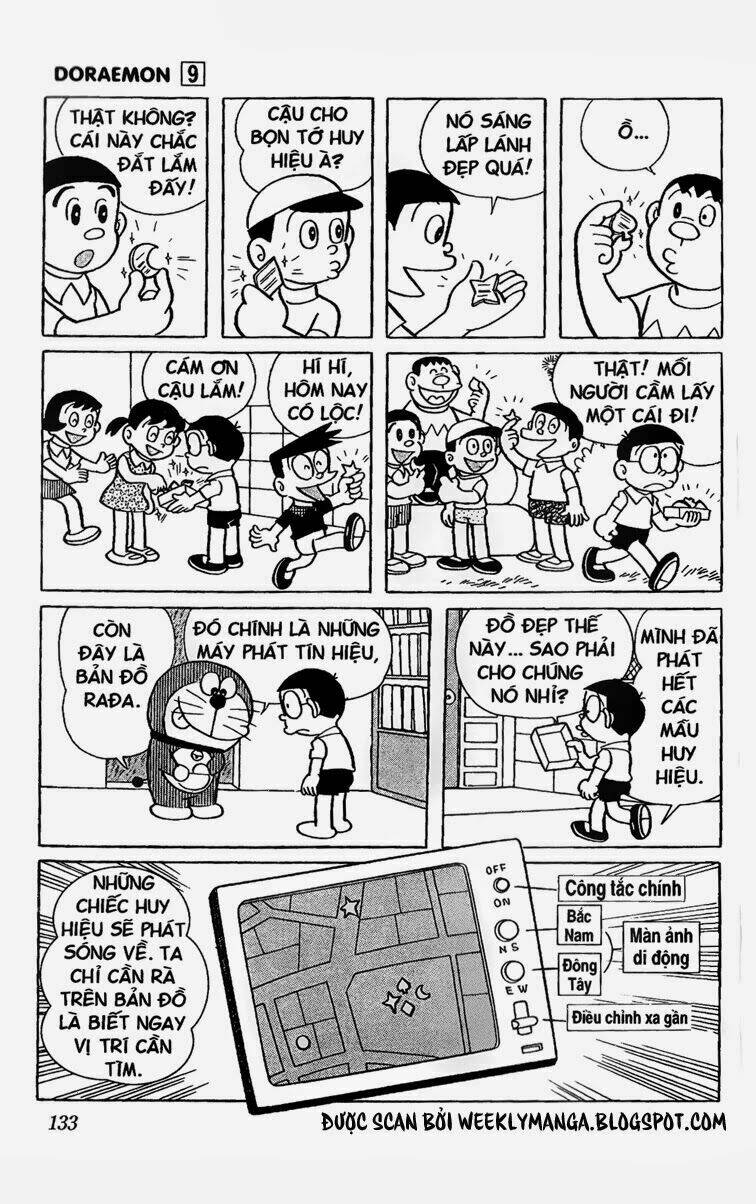 DORAEMON 9
THẬT KHÔNG?
CÁI NÀY CHẮC
ĐẮT LẮM
ĐẤY!
CẬU CHO
BỌN TỚ HUY
HIỆU À?
NÓ SÁNG
LẤP LÁNH
ĐẸP QUÁ!
Ồ...
CÁM ƠN
CẬU LẮM!
HÍ HÍ,
HÔM NAY
CÓ LỘC!
THẬT! MỖI
NGƯỜI CẦM LẤY
MỘT CÁI ĐI!
CÒN
ĐÂY LÀ
BẢN ĐỒ
RAĐA.
ĐÓ CHÍNH LÀ NHỮNG
MÁY PHÁT TÍN HIỆU,
ĐỒ ĐẸP THẾ
NÀY... SAO PHẢI
CHO CHÚNG
NÓ NHỈ?
MÌNH ĐÃ
PHÁT
HẾT
CÁC
MẪU
HUY
HIỆU.
NHỮNG
CHIẾC HUY
HIỆU SẼ PHÁT
SÓNG VỀ. TA
CHỈ CẦN RÀ
TRÊN BẢN ĐỒ
LÀ BIẾT NGAY
VỊ TRÍ CẦN
TÌM.
OFF
ON
N S
E W
Công tắc chính
Bắc
Nam
Đông
Tây
Màn ảnh
di động
Điều chỉnh xa gần
133
ĐƯỢC SCAN BỞI WEEKLYMANGA.BLOGSPOT.COM